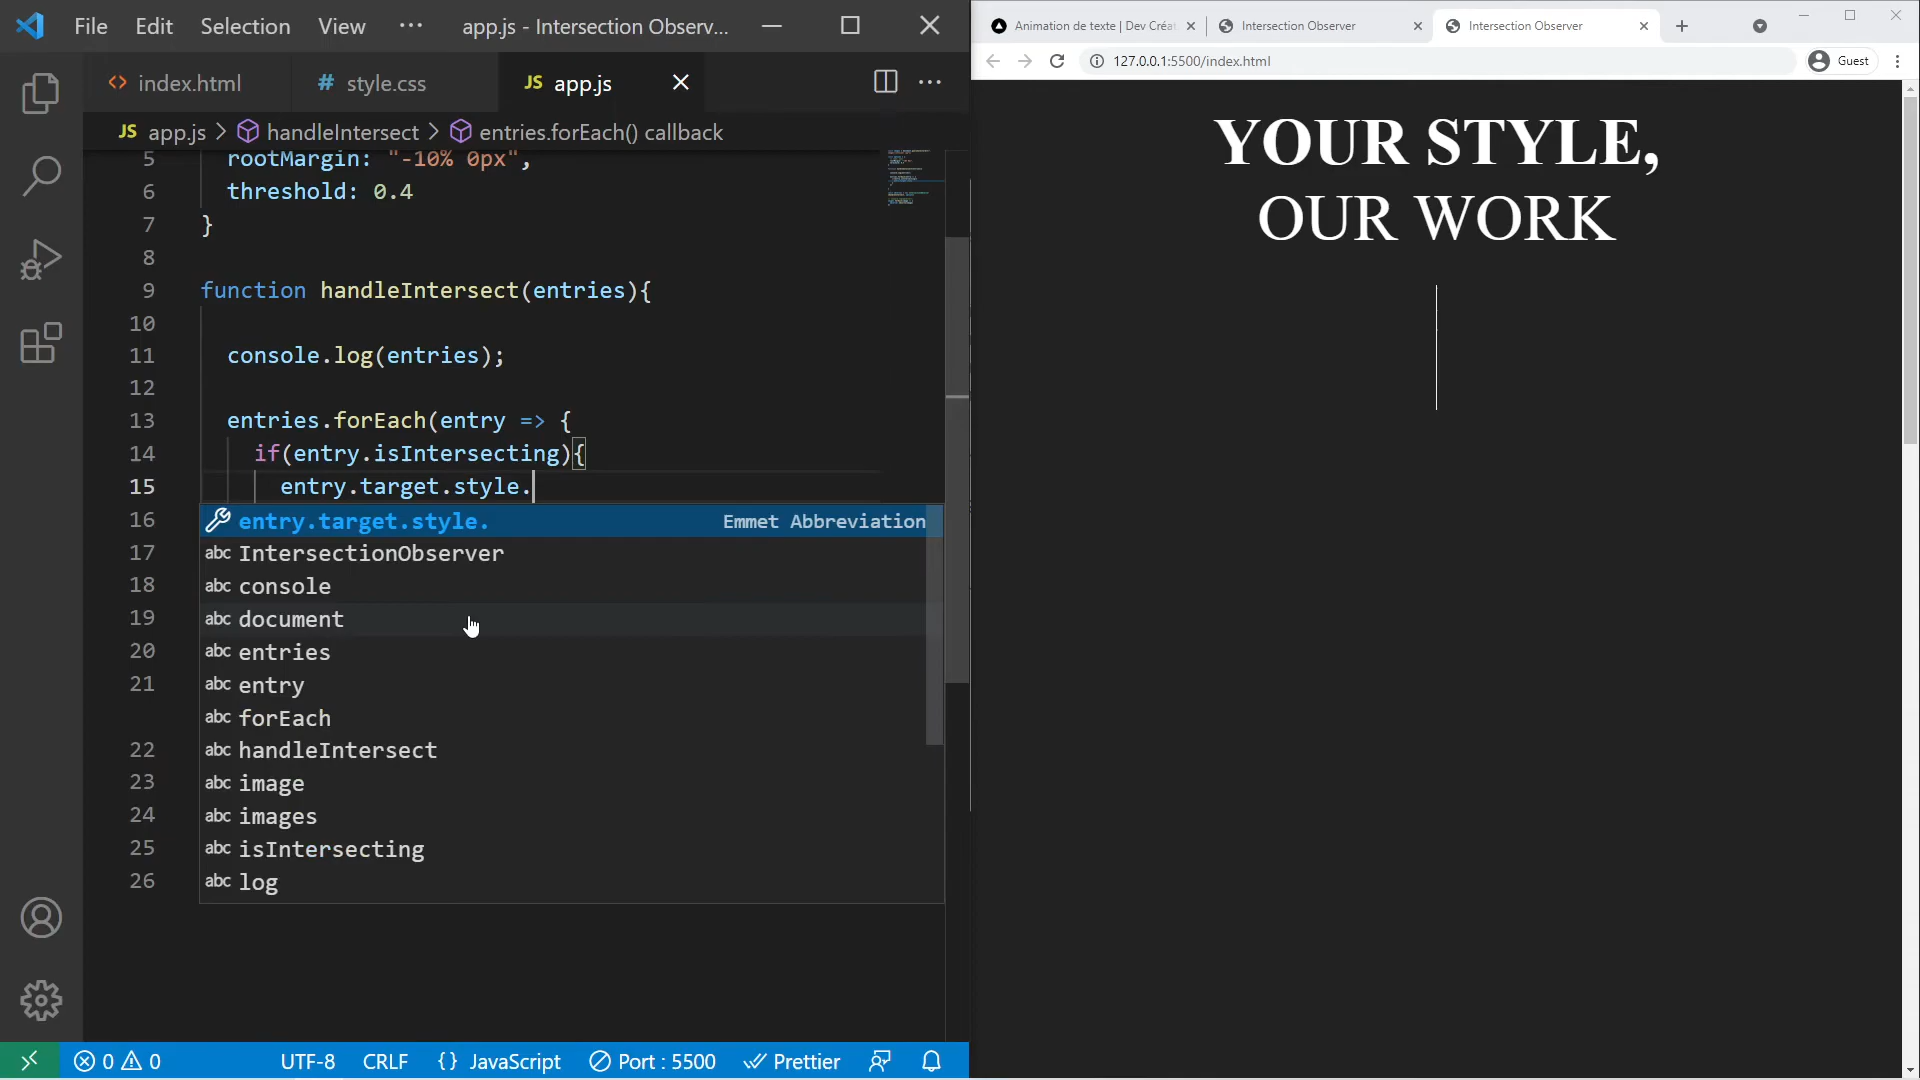 File Edit Selection View ··· app.js - Intersection Observ...
index.html style.css JS app.js
JS app.js > handleIntersect > entries.forEach() callback
5 rootMargin: "-10% 0px",
6 threshold: 0.4
7 }
8
9 function handleIntersect(entries){
10
11 console.log(entries);
12
13 entries.forEach(entry => {
14 if(entry.isIntersecting){
15 entry.target.style.
16 entry.target.style. Emmet Abbreviation
17 abc IntersectionObserver
18 abc console
19 abc document
20 abc entries
21 abc entry
abc forEach
22 abc handleIntersect
23 abc image
24 abc images
25 abc isIntersecting
26 abc log
0 0 UTF-8 CRLF {} JavaScript Port : 5500 Prettier
Animation de texte | Dev Créat Intersection Observer Intersection Observer
127.0.0.1:5500/index.html Guest
YOUR STYLE,
OUR WORK